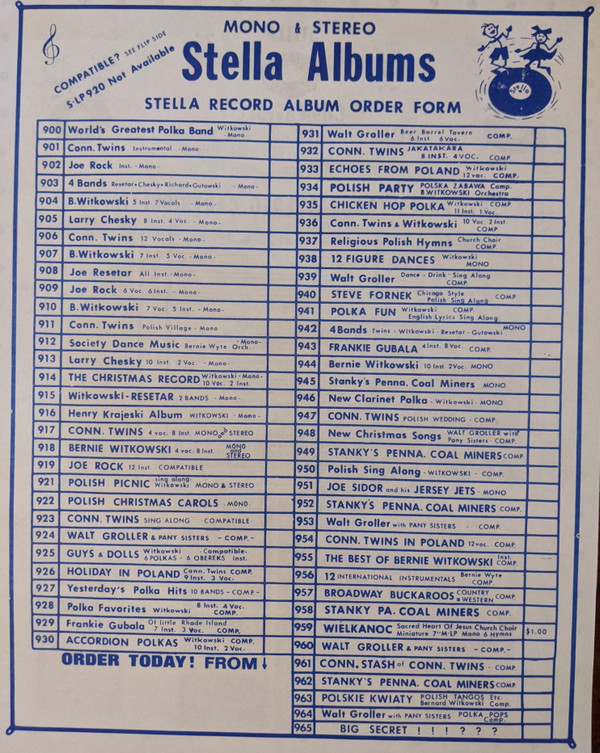 MONO & STEREO
COMPATIBLE? SEE FLIP SIDE
S-LP 920 Not Available
Stella Albums
Stella
STELLA RECORD ALBUM ORDER FORM
900 World's Greatest Polka Band Witkowski - Mono
901 Conn. Twins Instrumental - Mono -
902 Joe Rock Inst. - Mono
903 4 Bands Resetar+Chesky+Richard+Gutowski - Mono -
904 B.Witkowski 5 Inst. 7 Vocals - Mono -
905 Larry Chesky 8 Inst. 4 Voc. - Mono -
906 Conn. Twins 12 Vocals - Mono -
907 B.Witkowski 7 Inst. 5 Voc. - Mono -
908 Joe Resetar All Inst. - Mono -
909 Joe Rock 6 Voc. 6 Inst. - Mono -
910 B.Witkowski 7 Voc. 5 Inst. - Mono -
911 Conn. Twins Polish Village - Mono
912 Society Dance Music Bernie Wyte Orch - Mono -
913 Larry Chesky 10 Inst. 2 Voc. - Mono -
914 THE CHRISTMAS RECORD Witkowski - Mono - 10 Voc. 2 Inst.
915 Witkowski-RESETAR 2 BANDS - Mono -
916 Henry Krajeski Album WITKOWSKI - Mono -
917 CONN. TWINS 4 voc. 8 Inst. MONO and STEREO
918 BERNIE WITKOWSKI 4 voc. 8 Inst. MONO and STEREO
919 JOE ROCK 12 Inst. COMPATIBLE
921 POLISH PICNIC sing along- Witkowski MONO & STEREO
922 POLISH CHRISTMAS CAROLS - MONO
923 CONN. TWINS SING ALONG - COMPATIBLE -
924 WALT GROLLER & PANY SISTERS - COMP. -
925 GUYS & DOLLS Witkowski - Compatible- 6 POLKAS - 6 OBEREKS Inst.
926 HOLIDAY IN POLAND Conn. Twins COMP. 9 Inst. 3 Voc.
927 Yesterday's Polka Hits 10 BANDS - COMP -
928 Polka Favorites Witkowski 8 Inst. 4 Voc. COMP.
929 Frankie Gubala Of little Rhode Island 7 Inst. 3 Voc. COMP.
930 ACCORDION POLKAS Witkowski COMP. 10 Inst. 2 Voc.
ORDER TODAY! FROM ↓
931 Walt Groller Beer Barrel Tavern 6 Inst. 6 Voc. COMP.
932 CONN. TWINS JAKATAKARA 8 INST. 4 VOC. COMP
933 ECHOES FROM POLAND Witkowski 12 voc. COMP.
934 POLISH PARTY POLSKA ZABAWA Comp. B.WITKOWSKI Orchestra
935 CHICKEN HOP POLKA Witkowski COMP 11 Inst. 1 Voc.
936 Conn. Twins & Witkowski 10 Voc. 2 Inst. COMP
937 Religious Polish Hymns Church Choir COMP.
938 12 FIGURE DANCES Witkowski MONO
939 Walt Groller Dance - Drink - Sing Along COMP
940 STEVE FORNEK Chicago Style Polish Sing Along COMP
941 POLKA FUN Witkowski COMP English Lyrics Sing Along
942 4Bands Twins - Witkowski - Resetar - Gutowski MONO
943 FRANKIE GUBALA 4 Inst. 8 Voc. COMP.
944 Bernie Witkowski 10 Inst. 2 Voc. MONO
945 Stanky's Penna. Coal Miners MONO
946 New Clarinet Polka - Witkowski - MONO
947 CONN. TWINS POLISH WEDDING - COMP
948 New Christmas Songs WALT GROLLER with Pany Sisters - COMP
949 STANKY'S PENNA. COAL MINERS COMP.
950 Polish Sing Along - WITKOWSKI - COMP.
951 JOE SIDOR and his JERSEY JETS - MONO
952 STANKY'S PENNA. COAL MINERS COMP.
953 Walt Groller with PANY SISTERS - COMP.
954 CONN. TWINS IN POLAND 12 voc. COMP.
955 THE BEST OF BERNIE WITKOWSKI Inst. COMP.
956 12 INTERNATIONAL INSTRUMENTALS Bernie Wyte COMP.
957 BROADWAY BUCKAROOS COUNTRY & WESTERN COMP.
958 STANKY PA. COAL MINERS COMP.
959 WIELKANOC Sacred Heart Of Jesus Church Choir Miniature 7" M-LP Mono 6 Hymns $1.00
960 WALT GROLLER & PANY SISTERS - COMP. -
961 CONN. STASH of CONN. TWINS - COMP.
962 STANKY'S PENNA. COAL MINERS COMP.
963 POLSKIE KWIATY POLISH TANGOS Etc. Bernard Witkowski COMP.
964 Walt Groller with PANY SISTERS POLKA POPS Comp.
965 BIG SECRET ! ! ! ? ? ?